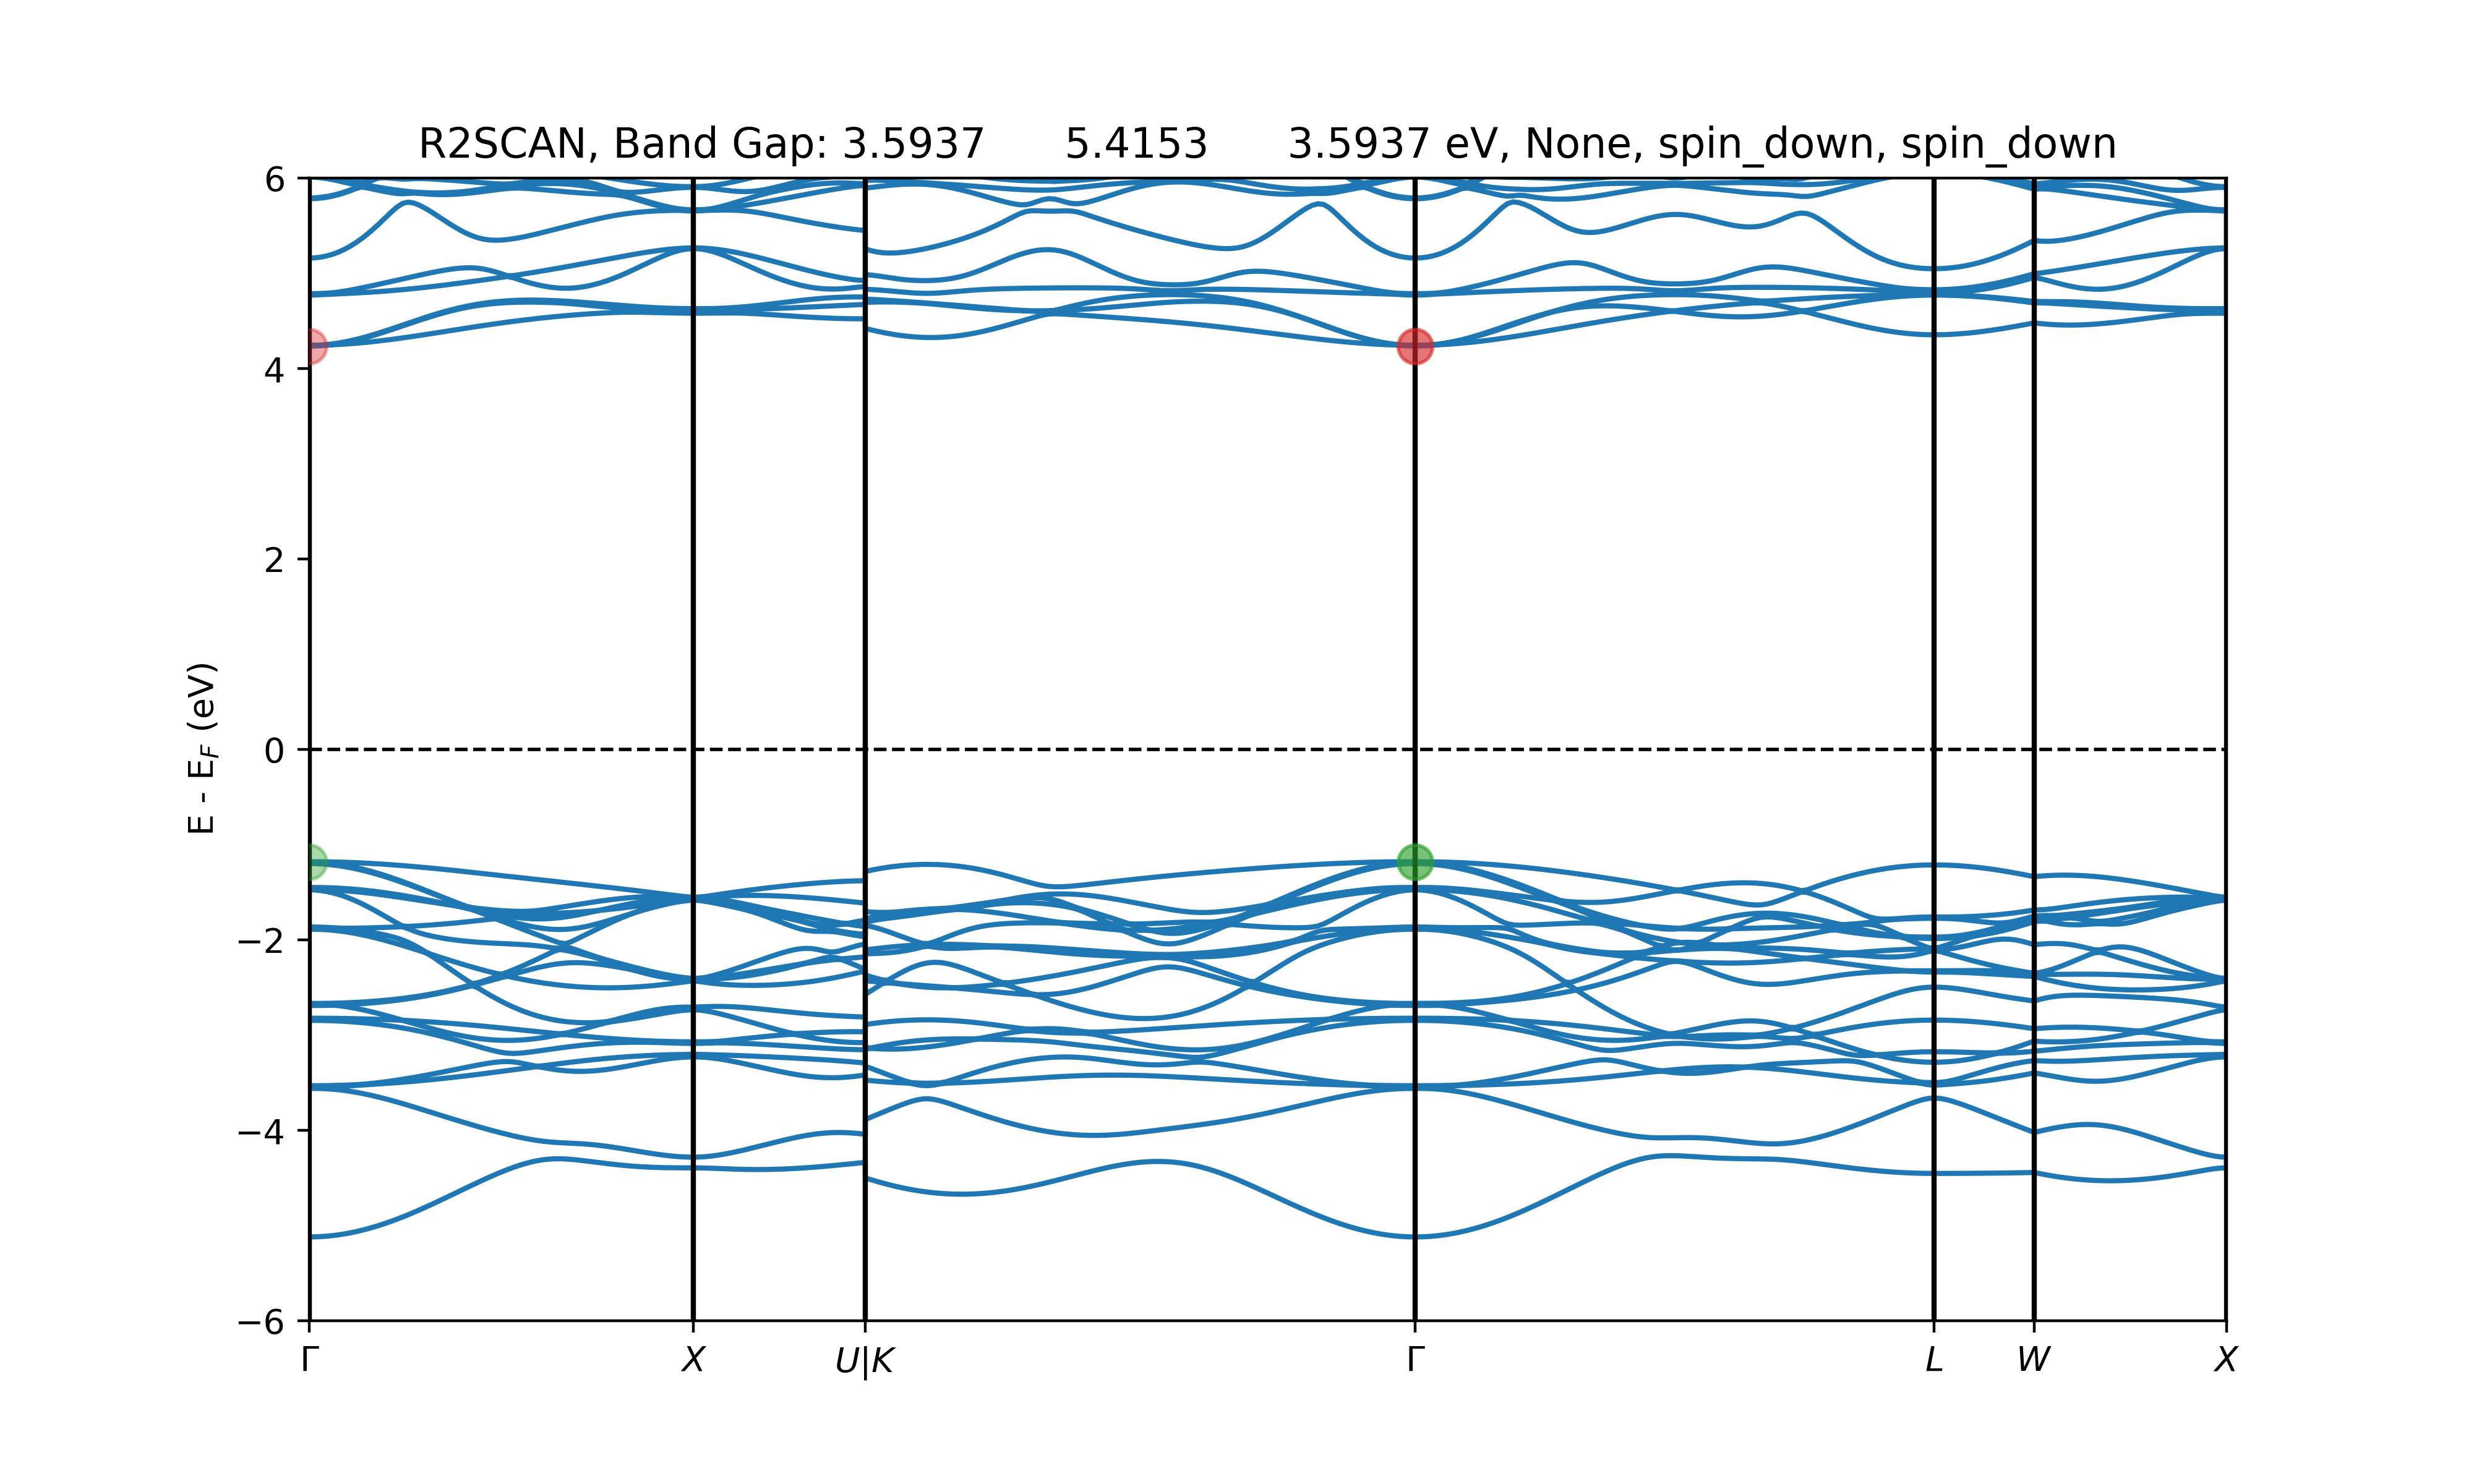 R2SCAN, Band Gap: 3.5937 5.4153 3.5937 eV, None, spin_down, spin_down
E - E_F (eV)
6
4
2
0
−2
−4
−6
Γ X U|K Γ L W X